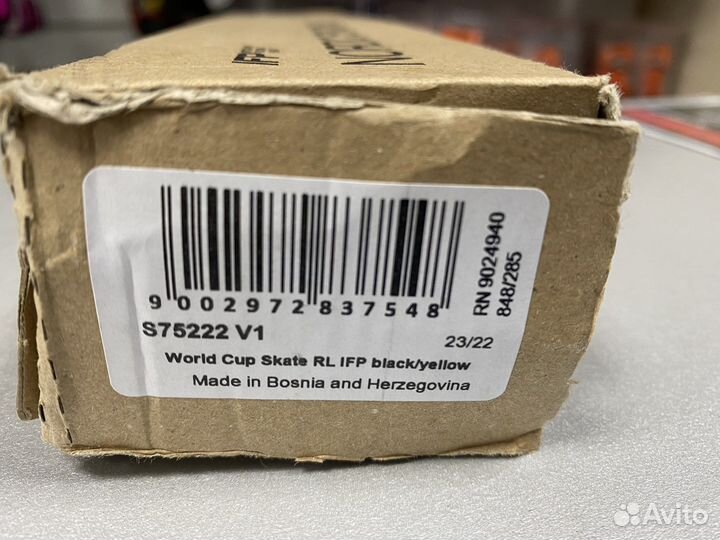 IFP
9 002972 837548
RN 9024940
848/285
S75222 V1
23/22
World Cup Skate RL IFP black/yellow
Made in Bosnia and Herzegovina
Avito